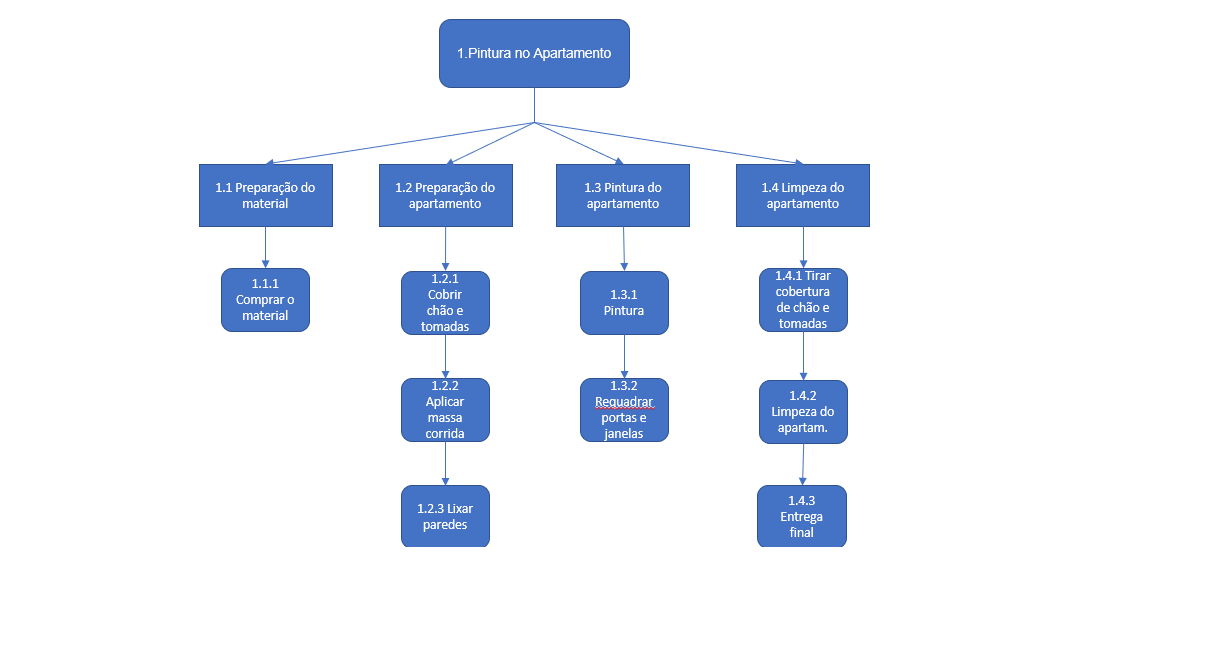 1.Pintura no Apartamento
1.1 Preparação do
material
1.2 Preparação do
apartamento
1.3 Pintura do
apartamento
1.4 Limpeza do
apartamento
1.1.1
Comprar o
material
1.2.1
Cobrir
chão e
tomadas
1.3.1
Pintura
1.4.1 Tirar
cobertura
de chão e
tomadas
1.2.2
Aplicar
massa
corrida
1.3.2
Requadrar
portas e
janelas
1.4.2
Limpeza do
apartam.
1.2.3 Lixar
paredes
1.4.3
Entrega
final